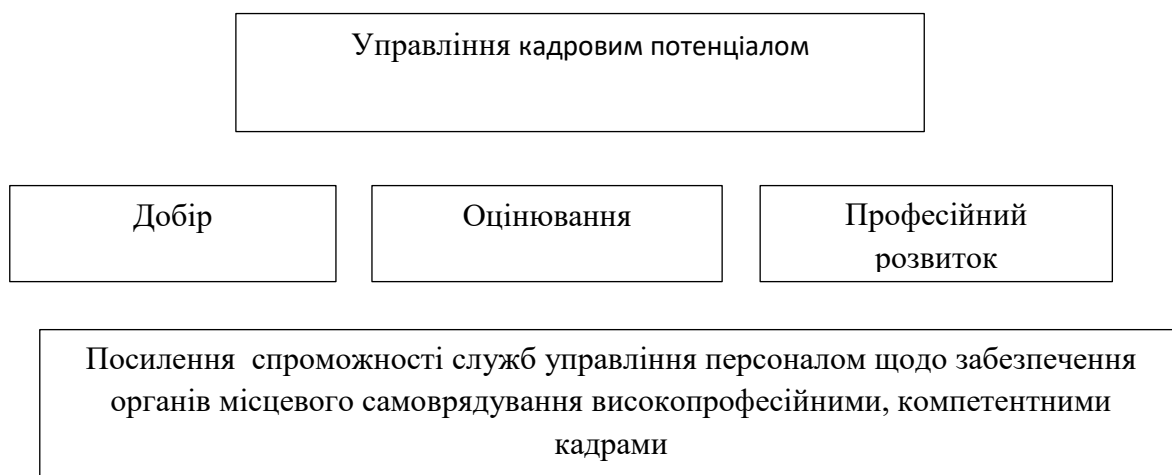 Управління кадровим потенціалом
Добір
Оцінювання
Професійний
розвиток
Посилення  спроможності служб управління персоналом щодо забезпечення
органів місцевого самоврядування високопрофесійними, компетентними
кадрами